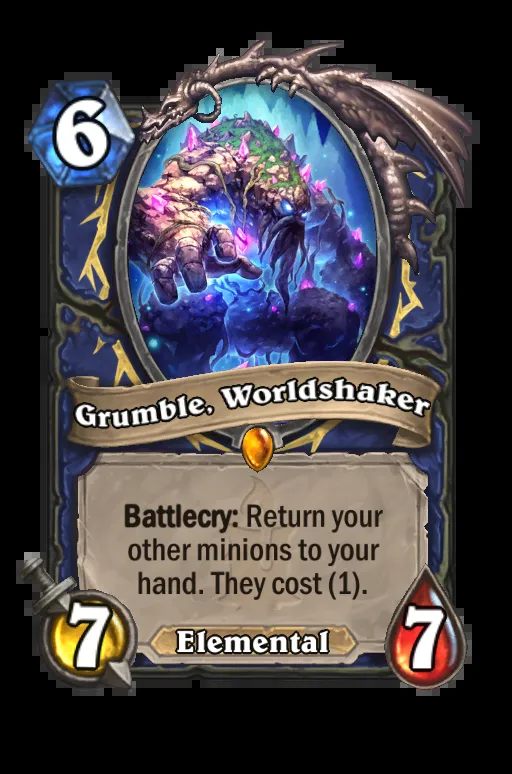 6
Grumble, Worldshaker
Battlecry: Return your
other minions to your
hand. They cost (1).
7
Elemental
7